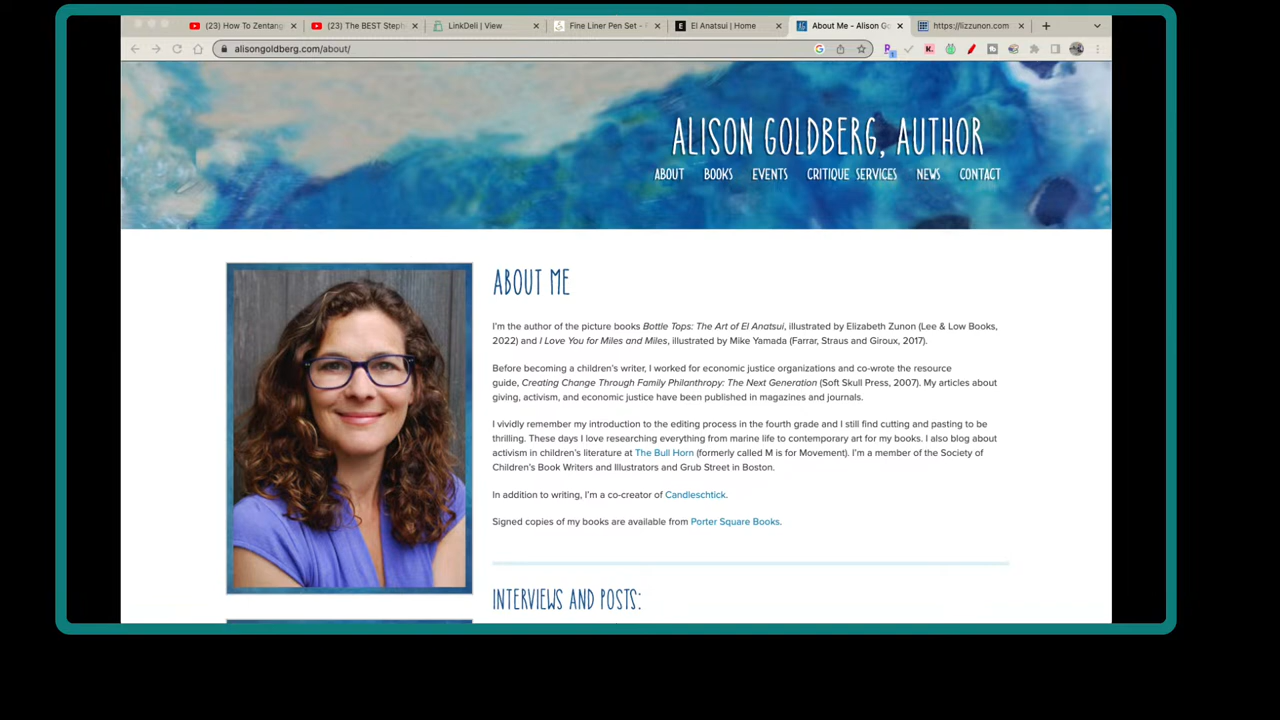 (23) How To Zentang
(23) The BEST Steph
LinkDeli | View
Fine Liner Pen Set -
El Anatsui | Home
About Me - Alison Go
https://lizzunon.com
alisongoldberg.com/about/
ALISON GOLDBERG, AUTHOR
ABOUT BOOKS EVENTS CRITIQUE SERVICES NEWS CONTACT
ABOUT ME
I'm the author of the picture books Bottle Tops: The Art of El Anatsui, illustrated by Elizabeth Zunon (Lee & Low Books,
2022) and I Love You for Miles and Miles, illustrated by Mike Yamada (Farrar, Straus and Giroux, 2017).
Before becoming a children's writer, I worked for economic justice organizations and co-wrote the resource
guide, Creating Change Through Family Philanthropy: The Next Generation (Soft Skull Press, 2007). My articles about
giving, activism, and economic justice have been published in magazines and journals.
I vividly remember my introduction to the editing process in the fourth grade and I still find cutting and pasting to be
thrilling. These days I love researching everything from marine life to contemporary art for my books. I also blog about
activism in children's literature at The Bull Horn (formerly called M is for Movement). I'm a member of the Society of
Children's Book Writers and Illustrators and Grub Street in Boston.
In addition to writing, I'm a co-creator of Candleschtick.
Signed copies of my books are available from Porter Square Books.
INTERVIEWS AND POSTS: